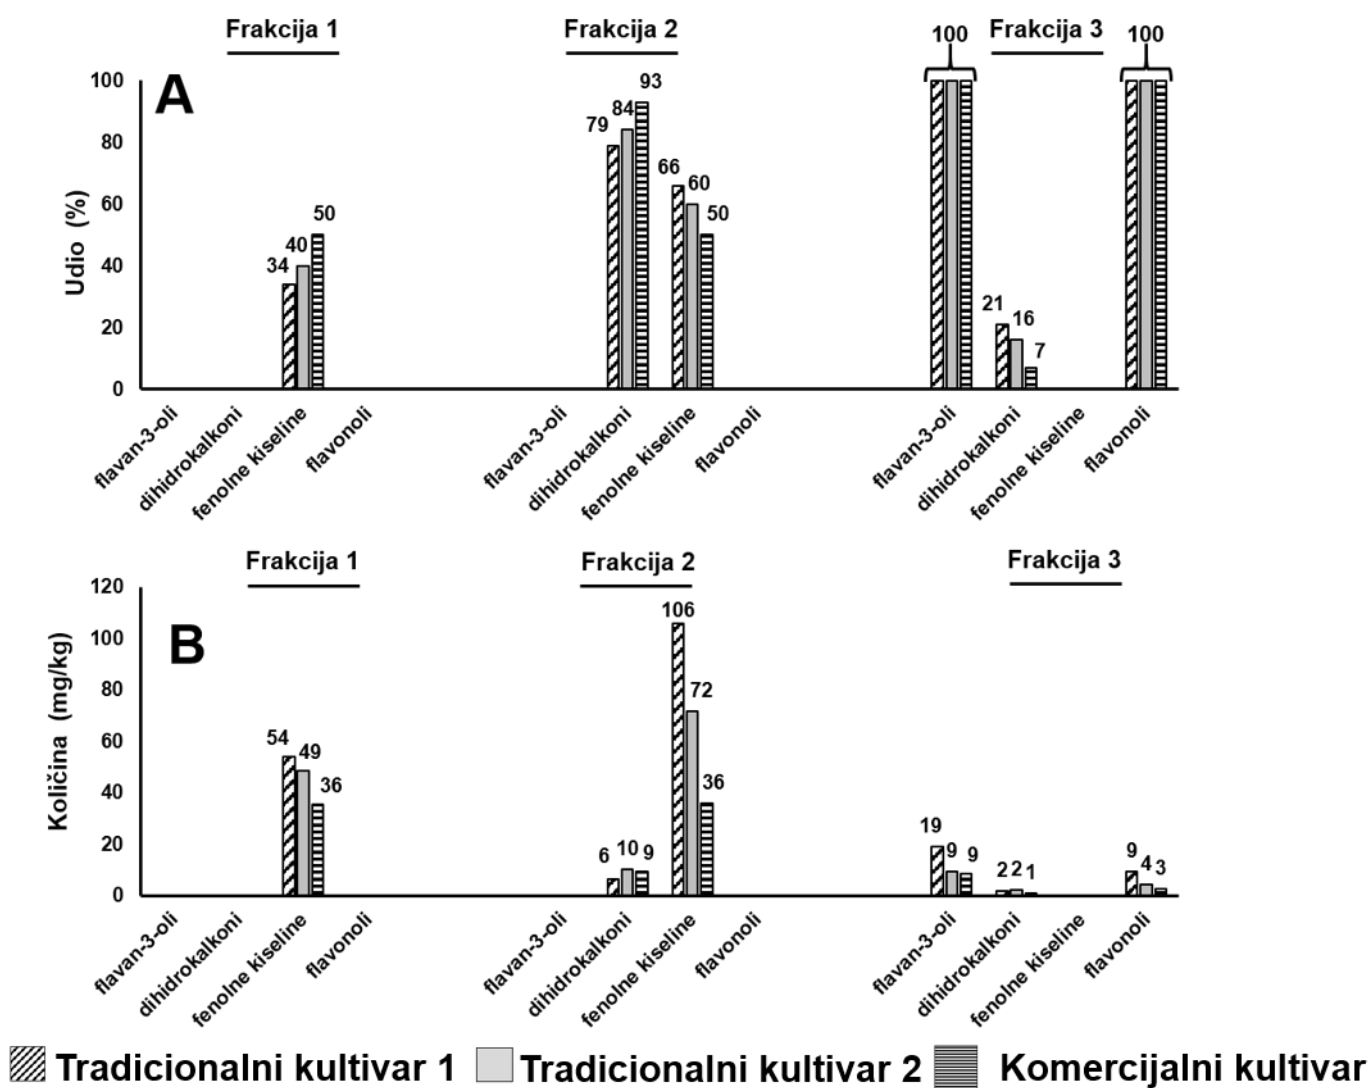 Frakcija 1
Frakcija 2
Frakcija 3
A
Udio (%)
100
80
60
40
20
0
34
40
50
79
84
93
66
60
50
100
21
16
7
100
flavan-3-oli
dihidrokalkoni
fenolne kiseline
flavonoli
flavan-3-oli
dihidrokalkoni
fenolne kiseline
flavonoli
flavan-3-oli
dihidrokalkoni
fenolne kiseline
flavonoli
Frakcija 1
Frakcija 2
Frakcija 3
B
Količina (mg/kg)
120
100
80
60
40
20
0
54
49
36
6
10
9
106
72
36
19
9
9
2
2
1
9
4
3
flavan-3-oli
dihidrokalkoni
fenolne kiseline
flavonoli
flavan-3-oli
dihidrokalkoni
fenolne kiseline
flavonoli
flavan-3-oli
dihidrokalkoni
fenolne kiseline
flavonoli
Tradicionalni kultivar 1
Tradicionalni kultivar 2
Komercijalni kultivar